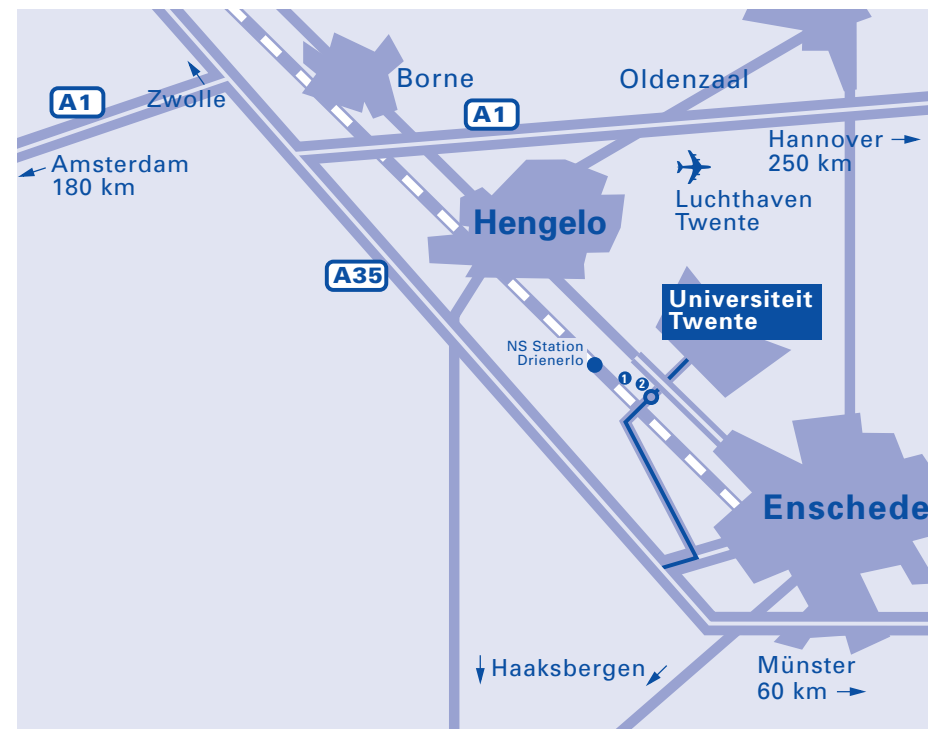 Borne
Oldenzaal
A1
Zwolle
A1
Hannover
250 km
Amsterdam
180 km
Luchthaven
Twente
Hengelo
A35
Universiteit
Twente
NS Station
Drienerlo
1
2
Enschede
Haaksbergen
Münster
60 km